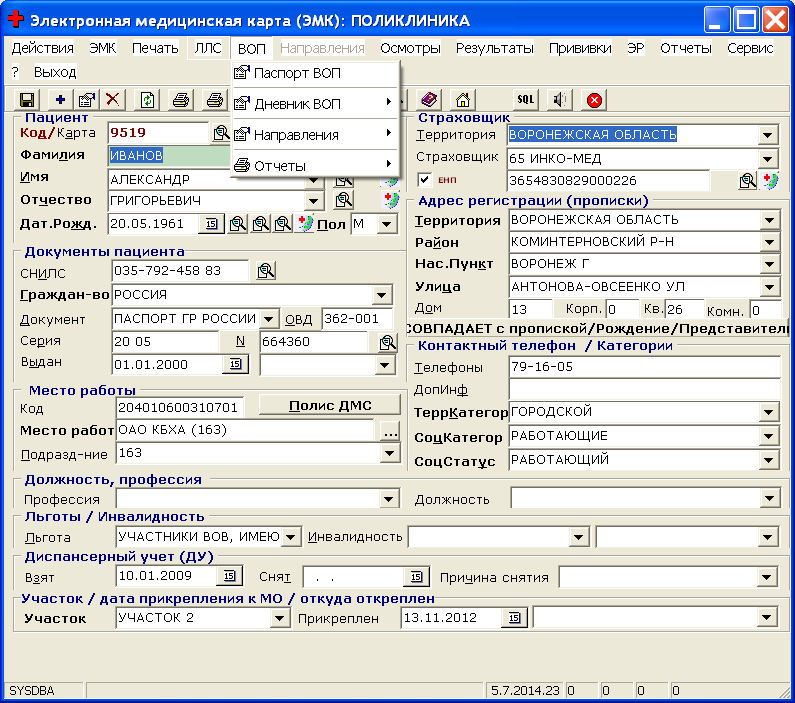 Электронная медицинская карта (ЭМК): ПОЛИКЛИНИКА
Действия ЭМК Печать ЛЛС ВОП Направления Осмотры Результаты Прививки ЭР Отчеты Сервис
? Выход
Паспорт ВОП
Дневник ВОП
Направления
Отчеты
SQL
Пациент
Код/Карта 9519
Фамилия ИВАНОВ
Имя АЛЕКСАНДР
Отчество ГРИГОРЬЕВИЧ
Дат.Рожд. 20.05.1961 15 Пол М
Страховщик
Территория ВОРОНЕЖСКАЯ ОБЛАСТЬ
Страховщик 65 ИНКО-МЕД
ЕНП 3654830829000226
Адрес регистрации (прописки)
Территория ВОРОНЕЖСКАЯ ОБЛАСТЬ
Район КОМИНТЕРНОВСКИЙ Р-Н
Нас.Пункт ВОРОНЕЖ Г
Улица АНТОНОВА-ОВСЕЕНКО УЛ
Дом 13 Корп. 0 Кв. 26 Комн. 0
СОВПАДАЕТ с пропиской/Рождение/Представитель
Документы пациента
СНИЛС 035-792-458 83
Граждан-во РОССИЯ
Документ ПАСПОРТ ГР РОССИИ ОВД 362-001
Серия 20 05 N 664360
Выдан 01.01.2000 15
Контактный телефон / Категории
Телефоны 79-16-05
ДопИнф
ТеррКатегор ГОРОДСКОЙ
СоцКатегор РАБОТАЮЩИЕ
СоцСтатус РАБОТАЮЩИЙ
Место работы
Код 204010600310701 Полис ДМС
Место работ ОАО КБХА (163) ...
Подразд-ние 163
Должность, профессия
Профессия Должность
Льготы / Инвалидность
Льгота УЧАСТНИКИ ВОВ, ИМЕЮ Инвалидность
Диспансерный учет (ДУ)
Взят 10.01.2009 15 Снят . . 15 Причина снятия
Участок / дата прикрепления к МО / откуда откреплен
Участок УЧАСТОК 2 Прикреплен 13.11.2012 15
SYSDBA 5.7.2014.23 0 0 0 0